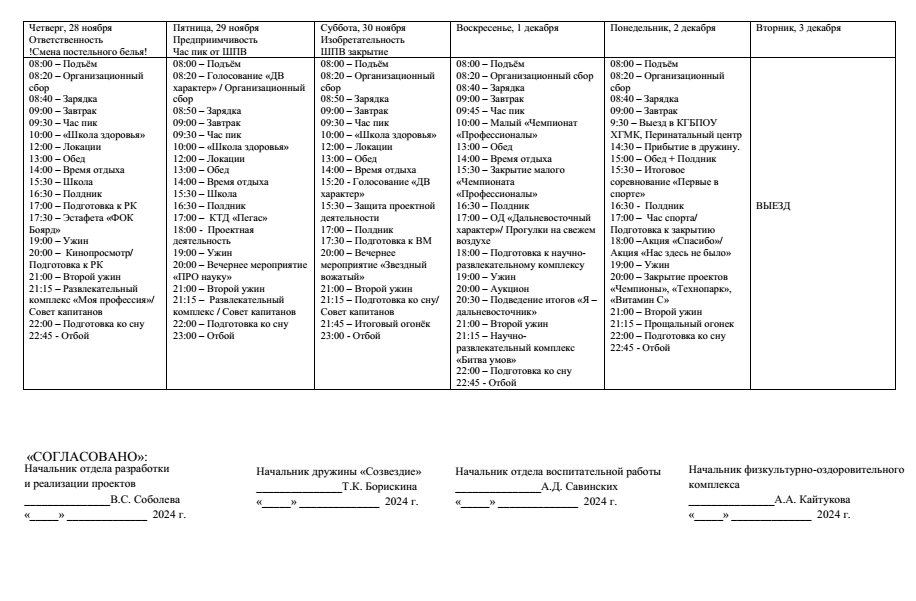 Четверг, 28 ноября
Ответственность
!Смена постельного белья!
08:00 – Подъём
08:20 – Организационный
сбор
08:40 – Зарядка
09:00 – Завтрак
09:30 – Час пик
10:00 – «Школа здоровья»
12:00 – Локации
13:00 – Обед
14:00 – Время отдыха
15:30 – Школа
16:30 – Полдник
17:00 – Подготовка к РК
17:30 – Эстафета «ФОК
Боярд»
19:00 – Ужин
20:00 – Кинопросмотр/
Подготовка к РК
21:00 – Второй ужин
21:15 – Развлекательный
комплекс «Моя профессия»/
Совет капитанов
22:00 – Подготовка ко сну
22:45 - Отбой
Пятница, 29 ноября
Предприимчивость
Час пик от ШПВ
08:00 – Подъём
08:20 – Голосование «ДВ
характер» / Организационный
сбор
08:50 – Зарядка
09:00 – Завтрак
09:30 – Час пик
10:00 – «Школа здоровья»
12:00 – Локации
13:00 – Обед
14:00 – Время отдыха
15:30 – Школа
16:30 – Полдник
17:00 – КТД «Пегас»
18:00 - Проектная
деятельность
19:00 – Ужин
20:00 – Вечернее мероприятие
«ПРО науку»
21:00 – Второй ужин
21:15 – Развлекательный
комплекс / Совет капитанов
22:00 – Подготовка ко сну
23:00 - Отбой
Суббота, 30 ноября
Изобретательность
ШПВ закрытие
08:00 – Подъём
08:20 – Организационный
сбор
08:50 – Зарядка
09:00 – Завтрак
09:30 – Час пик
10:00 – «Школа здоровья»
12:00 – Локации
13:00 – Обед
14:00 – Время отдыха
15:20 - Голосование «ДВ
характер»
15:30 – Защита проектной
деятельности
17:00 – Полдник
17:30 – Подготовка к ВМ
20:00 – Вечернее
мероприятие «Звездный
вожатый»
21:00 – Второй ужин
21:15 – Подготовка ко сну/
Совет капитанов
21:45 – Итоговый огонёк
23:00 - Отбой
Воскресенье, 1 декабря
08:00 – Подъём
08:20 – Организационный сбор
08:40 – Зарядка
09:00 – Завтрак
09:45 – Час пик
10:00 – Малый «Чемпионат
«Профессионалы»
13:00 – Обед
14:00 – Время отдыха
15:30 – Закрытие малого
«Чемпионата
«Профессионалы»
16:30 – Полдник
17:00 – ОД «Дальневосточный
характер»/ Прогулки на свежем
воздухе
18:00 – Подготовка к научно-
развлекательному комплексу
19:00 – Ужин
20:00 – Аукцион
20:30 – Подведение итогов «Я –
дальневосточник»
21:00 – Второй ужин
21:15 – Научно-
развлекательный комплекс
«Битва умов»
22:00 – Подготовка ко сну
22:45 - Отбой
Понедельник, 2 декабря
08:00 – Подъём
08:20 – Организационный
сбор
08:40 – Зарядка
09:00 – Завтрак
9:30 – Выезд в КГБПОУ
ХГМК, Перинатальный центр
14:30 – Прибытие в дружину.
15:00 – Обед + Полдник
15:30 – Итоговое
соревнование «Первые в
спорте»
16:30 - Полдник
17:00 – Час спорта/
Подготовка к закрытию
18:00 –Акция «Спасибо»/
Акция «Нас здесь не было»
19:00 – Ужин
20:00 – Закрытие проектов
«Чемпионы», «Технопарк»,
«Витамин С»
21:00 – Второй ужин
21:15 – Прощальный огонек
22:00 – Подготовка ко сну
22:45 - Отбой
Вторник, 3 декабря
ВЫЕЗД
«СОГЛАСОВАНО»:
Начальник отдела разработки
и реализации проектов
_______________В.С. Соболева
«_____» ______________ 2024 г.
Начальник дружины «Созвездие»
_______________Т.К. Борискина
«_____» ______________ 2024 г.
Начальник отдела воспитательной работы
_______________А.Д. Савинских
«_____» ______________ 2024 г.
Начальник физкультурно-оздоровительного
комплекса
_______________А.А. Кайтукова
«_____» ______________ 2024 г.